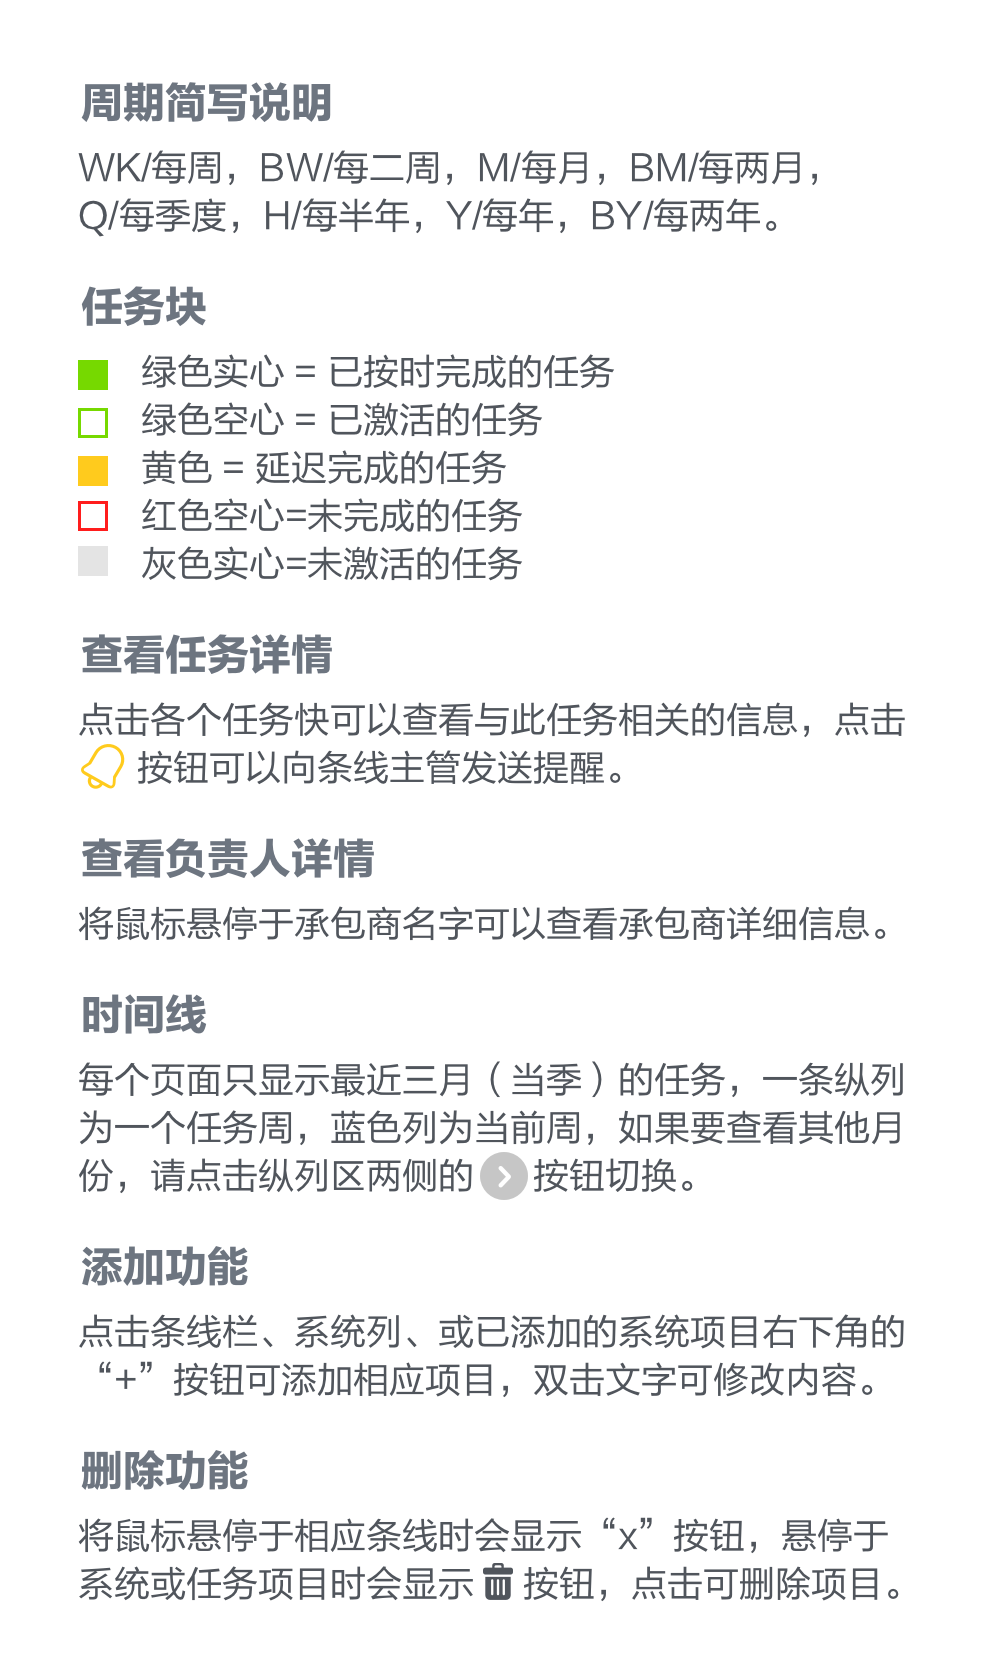 周期简写说明
WK/每周，BW/每二周，M/每月，BM/每两月，
Q/每季度，H/每半年，Y/每年，BY/每两年。
任务块
绿色实心 = 已按时完成的任务
绿色空心 = 已激活的任务
黄色 = 延迟完成的任务
红色空心=未完成的任务
灰色实心=未激活的任务
查看任务详情
点击各个任务快可以查看与此任务相关的信息，点击
按钮可以向条线主管发送提醒。
查看负责人详情
将鼠标悬停于承包商名字可以查看承包商详细信息。
时间线
每个页面只显示最近三月（当季）的任务，一条纵列
为一个任务周，蓝色列为当前周，如果要查看其他月
份，请点击纵列区两侧的 按钮切换。
添加功能
点击条线栏、系统列、或已添加的系统项目右下角的
“+”按钮可添加相应项目，双击文字可修改内容。
删除功能
将鼠标悬停于相应条线时会显示“x”按钮，悬停于
系统或任务项目时会显示 按钮，点击可删除项目。